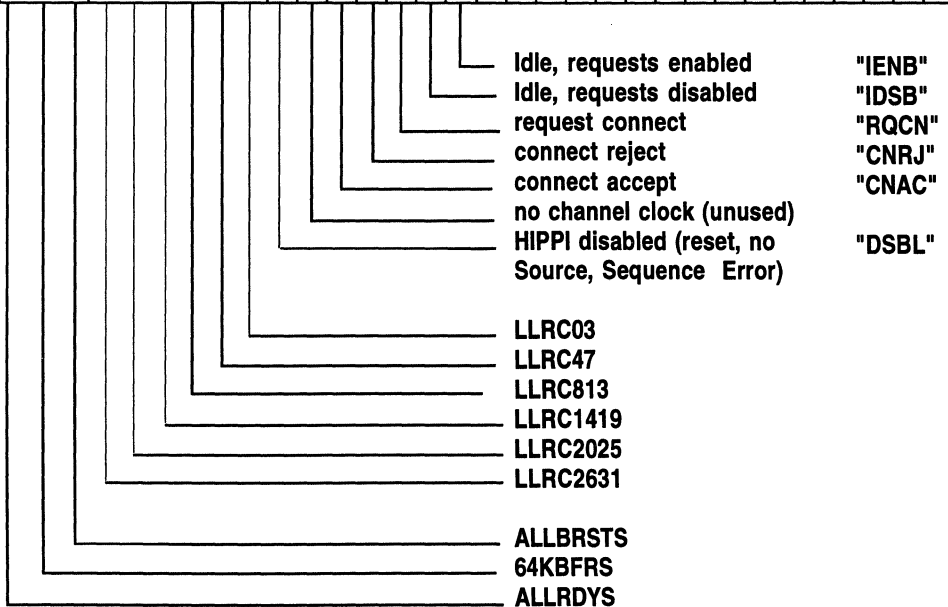 Idle, requests enabled "IENB"
Idle, requests disabled "IDSB"
request connect "RQCN"
connect reject "CNRJ"
connect accept "CNAC"
no channel clock (unused)
HIPPI disabled (reset, no "DSBL"
Source, Sequence Error)
LLRC03
LLRC47
LLRC813
LLRC1419
LLRC2025
LLRC2631
ALLBRSTS
64KBFRS
ALLRDYS